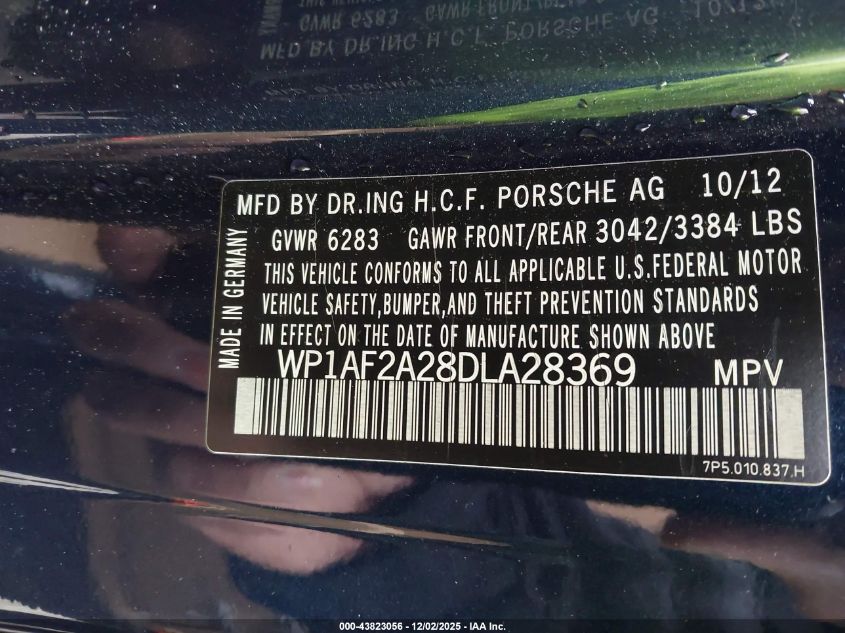 MFD BY DR.ING H.C.F. PORSCHE AG 10/12
GVWR 6283 GAWR FRONT/REAR 3042/3384 LBS
THIS VEHICLE CONFORMS TO ALL APPLICABLE U.S.FEDERAL MOTOR
VEHICLE SAFETY,BUMPER,AND THEFT PREVENTION STANDARDS
IN EFFECT ON THE DATE OF MANUFACTURE SHOWN ABOVE
MADE IN GERMANY
WP1AF2A28DLA28369 MPV
7P5.010.837.H
000-43823056 - 12/02/2025 - IAA Inc.